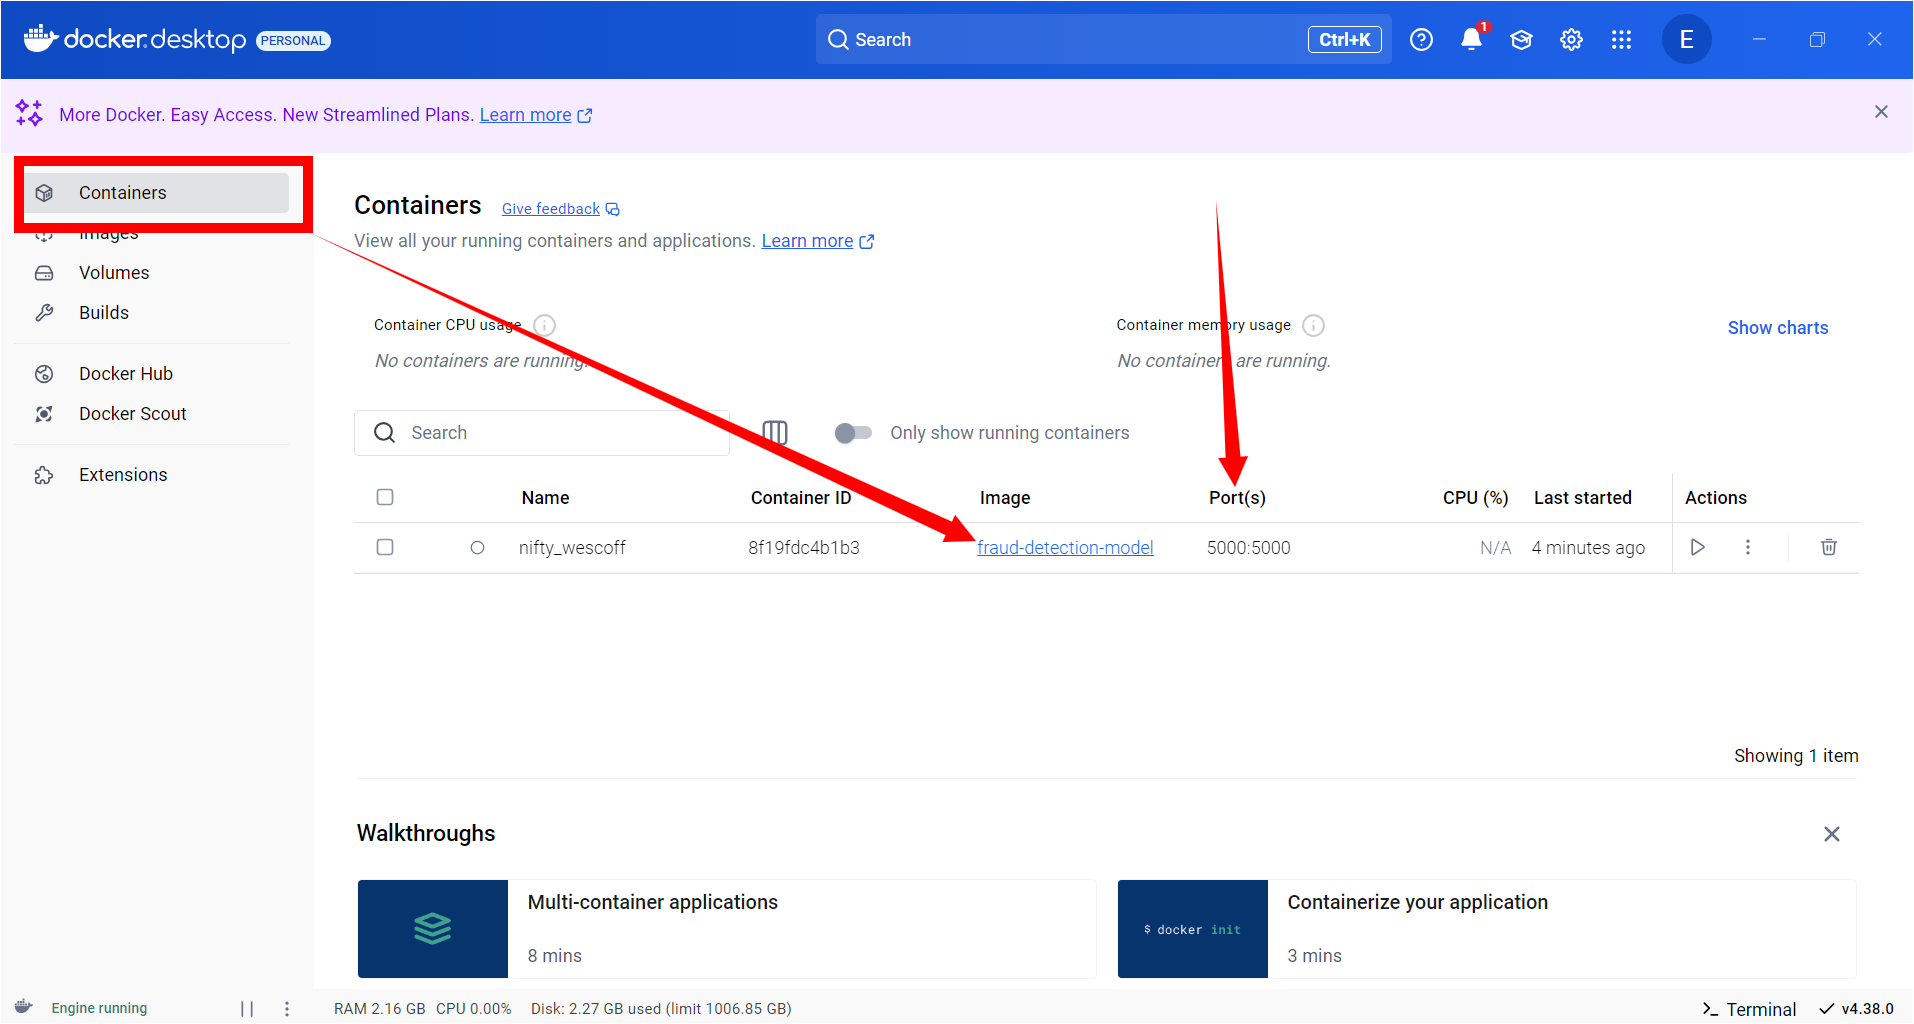 docker.desktop PERSONAL
Search Ctrl+K 1 E
More Docker. Easy Access. New Streamlined Plans. Learn more
Containers
Images
Volumes
Builds
Docker Hub
Docker Scout
Extensions
Containers Give feedback
View all your running containers and applications. Learn more
Container CPU usage
No containers are running.
Container memory usage
No containers are running.
Show charts
Search
Only show running containers
Name Container ID Image Port(s) CPU (%) Last started Actions
nifty_wescoff 8f19fdc4b1b3 fraud-detection-model 5000:5000 N/A 4 minutes ago
Showing 1 item
Walkthroughs
Multi-container applications
8 mins
$ docker init
Containerize your application
3 mins
Engine running RAM 2.16 GB CPU 0.00% Disk: 2.27 GB used (limit 1006.85 GB) Terminal v4.38.0